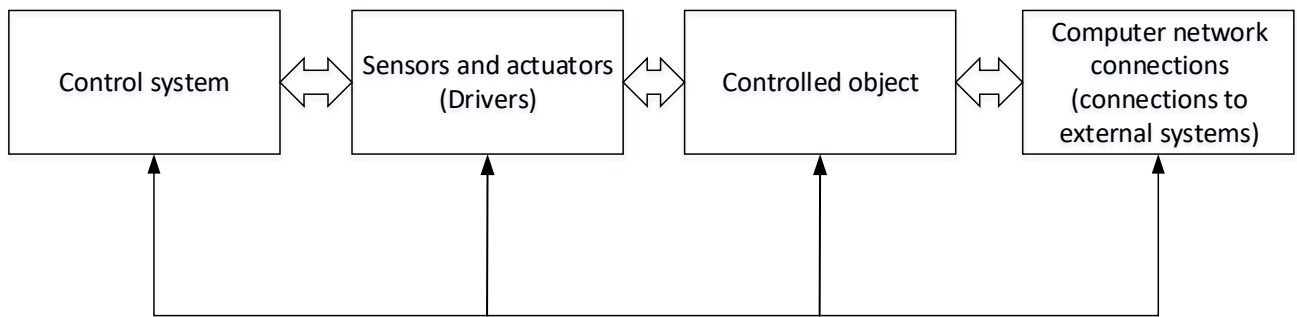 Control system
Sensors and actuators
(Drivers)
Controlled object
Computer network
connections
(connections to
external systems)